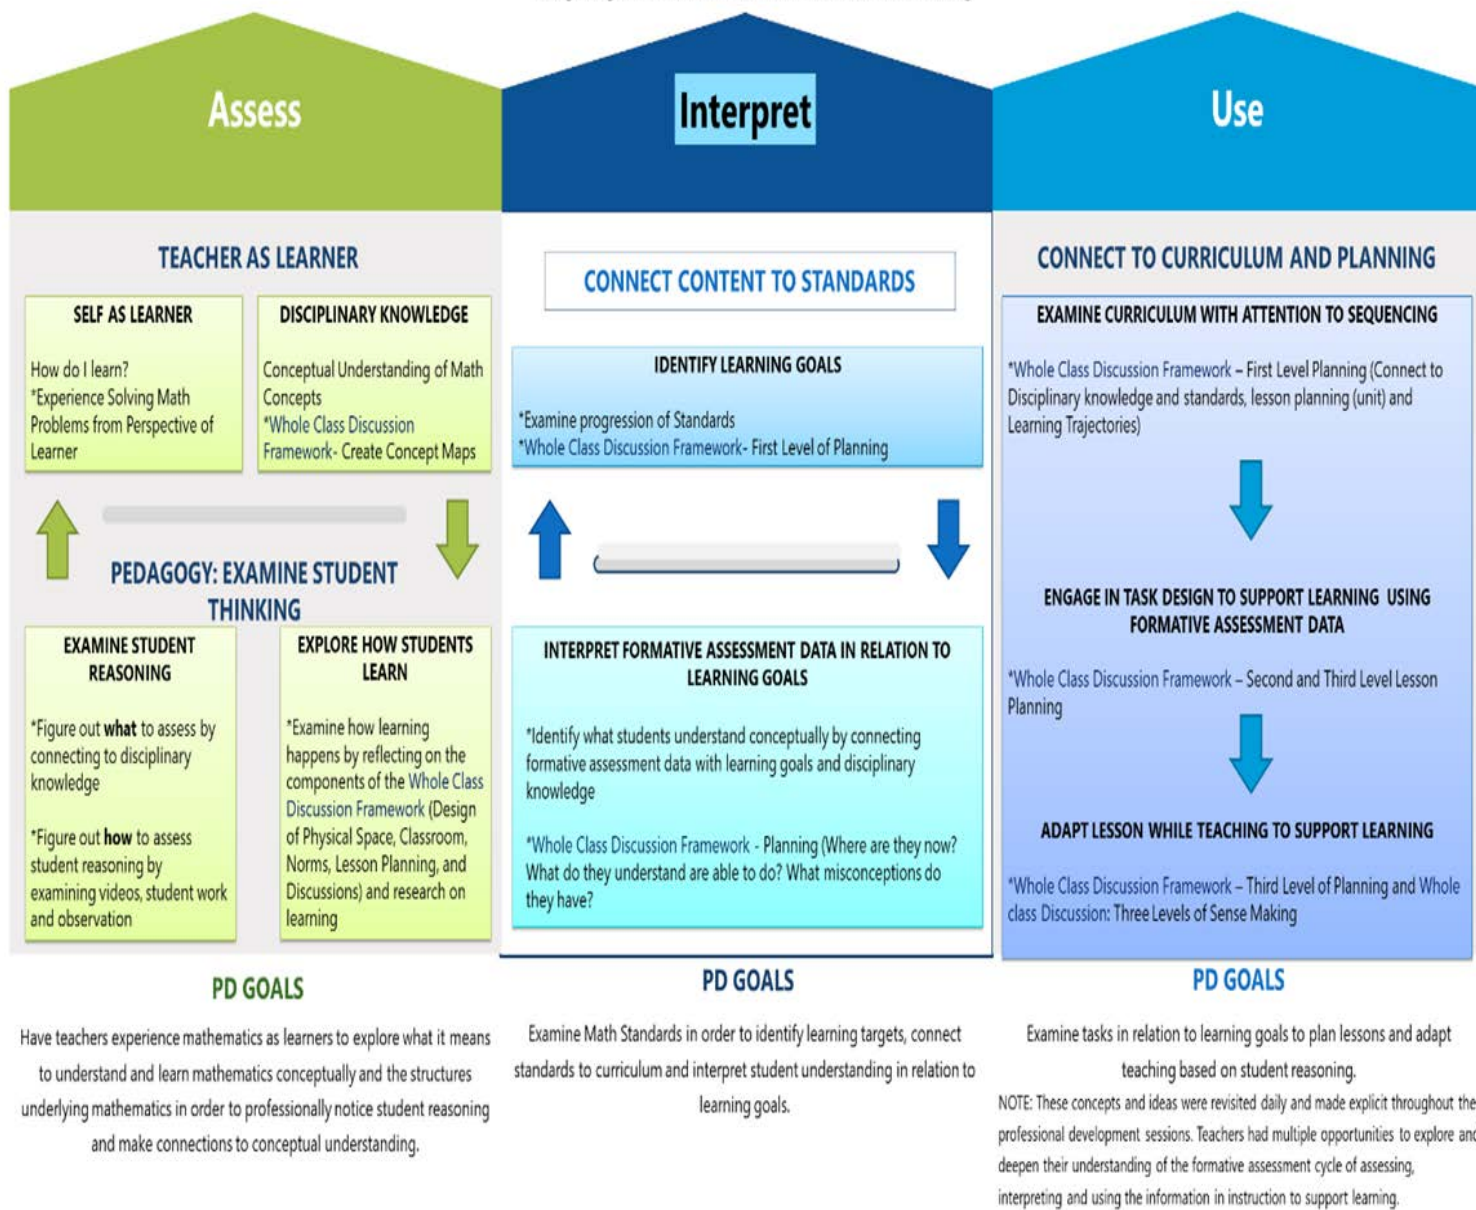 Assess
TEACHER AS LEARNER
SELF AS LEARNER
How do I learn?
*Experience Solving Math
Problems from Perspective of
Learner
DISCIPLINARY KNOWLEDGE
Conceptual Understanding of Math
Concepts
*Whole Class Discussion
Framework- Create Concept Maps
PEDAGOGY: EXAMINE STUDENT
THINKING
EXAMINE STUDENT
REASONING
*Figure out what to assess by
connecting to disciplinary
knowledge
*Figure out how to assess
student reasoning by
examining videos, student work
and observation
EXPLORE HOW STUDENTS
LEARN
*Examine how learning
happens by reflecting on the
components of the Whole Class
Discussion Framework (Design
of Physical Space, Classroom,
Norms, Lesson Planning, and
Discussions) and research on
learning
PD GOALS
Have teachers experience mathematics as learners to explore what it means
to understand and learn mathematics conceptually and the structures
underlying mathematics in order to professionally notice student reasoning
and make connections to conceptual understanding.
Interpret
CONNECT CONTENT TO STANDARDS
IDENTIFY LEARNING GOALS
*Examine progression of Standards
*Whole Class Discussion Framework- First Level of Planning
INTERPRET FORMATIVE ASSESSMENT DATA IN RELATION TO
LEARNING GOALS
*Identify what students understand conceptually by connecting
formative assessment data with learning goals and disciplinary
knowledge
*Whole Class Discussion Framework - Planning (Where are they now?
What do they understand are able to do? What misconceptions do
they have?
PD GOALS
Examine Math Standards in order to identify learning targets, connect
standards to curriculum and interpret student understanding in relation to
learning goals.
Use
CONNECT TO CURRICULUM AND PLANNING
EXAMINE CURRICULUM WITH ATTENTION TO SEQUENCING
*Whole Class Discussion Framework – First Level Planning (Connect to
Disciplinary knowledge and standards, lesson planning (unit) and
Learning Trajectories)
ENGAGE IN TASK DESIGN TO SUPPORT LEARNING USING
FORMATIVE ASSESSMENT DATA
*Whole Class Discussion Framework – Second and Third Level Lesson
Planning
ADAPT LESSON WHILE TEACHING TO SUPPORT LEARNING
*Whole Class Discussion Framework – Third Level of Planning and Whole
class Discussion: Three Levels of Sense Making
PD GOALS
Examine tasks in relation to learning goals to plan lessons and adapt
teaching based on student reasoning.
NOTE: These concepts and ideas were revisited daily and made explicit throughout the
professional development sessions. Teachers had multiple opportunities to explore and
deepen their understanding of the formative assessment cycle of assessing,
interpreting and using the information in instruction to support learning.